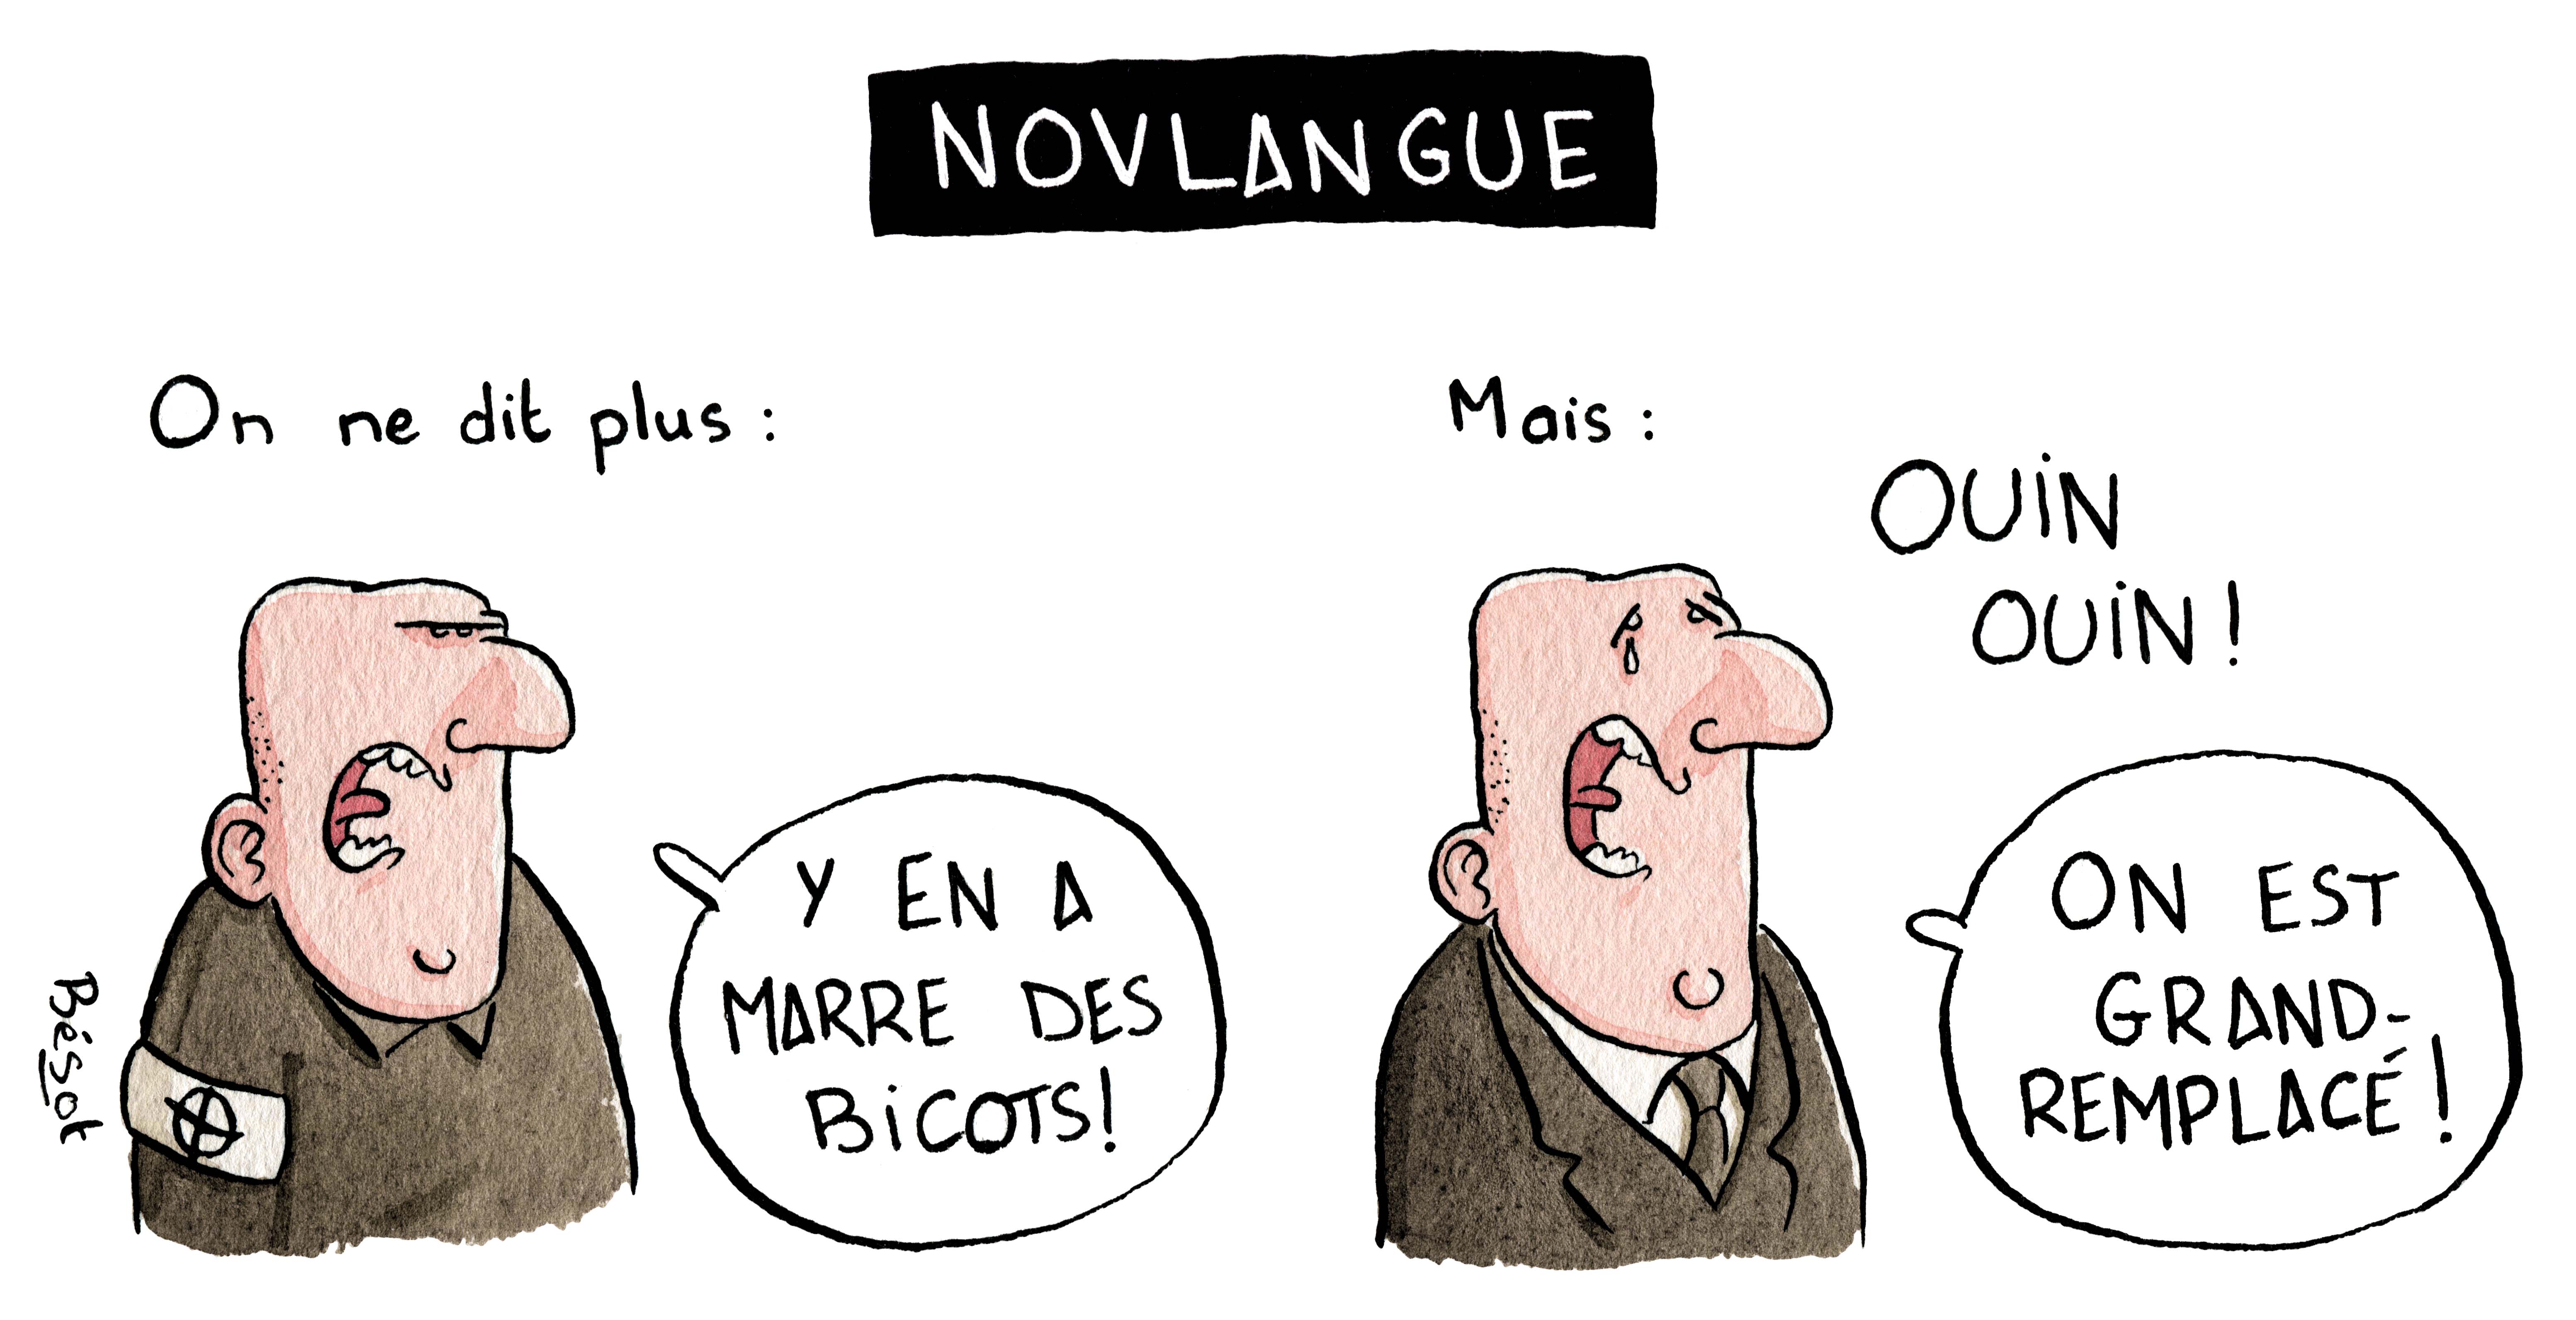 NOVLANGUE
On ne dit plus :
Mais :
OUIN
OUIN !
Y EN A
MARRE DES
BICOTS !
ON EST
GRAND-
REMPLACÉ !
Bésot